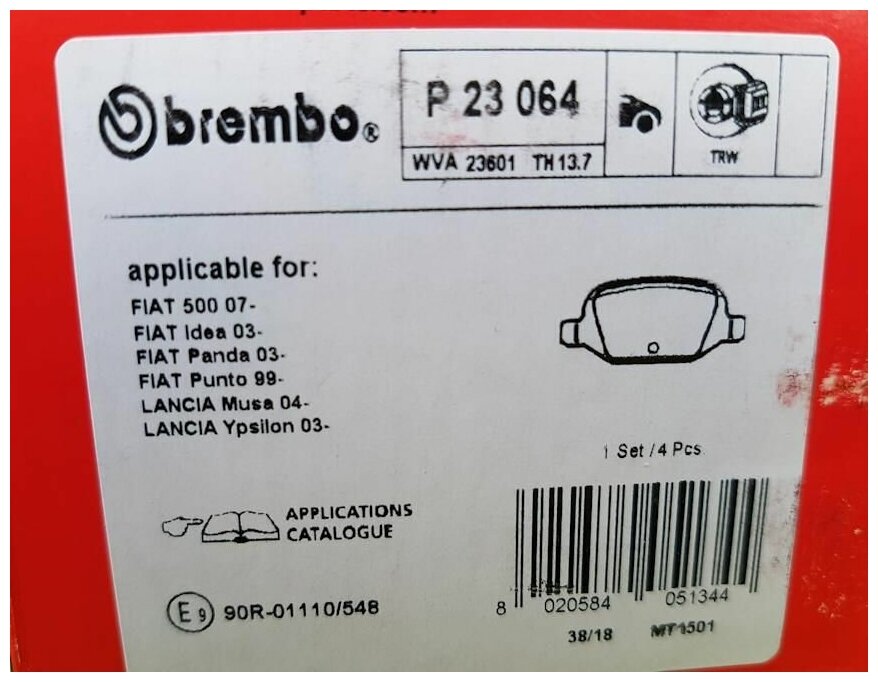 brembo®
P 23 064
WVA 23601 TH 13.7
TRW
applicable for:
FIAT 500 07-
FIAT Idea 03-
FIAT Panda 03-
FIAT Punto 99-
LANCIA Musa 04-
LANCIA Ypsilon 03-
1 Set / 4 Pcs
APPLICATIONS
CATALOGUE
E9 90R-01110/548
8 020584 051344
38/18 MT1501